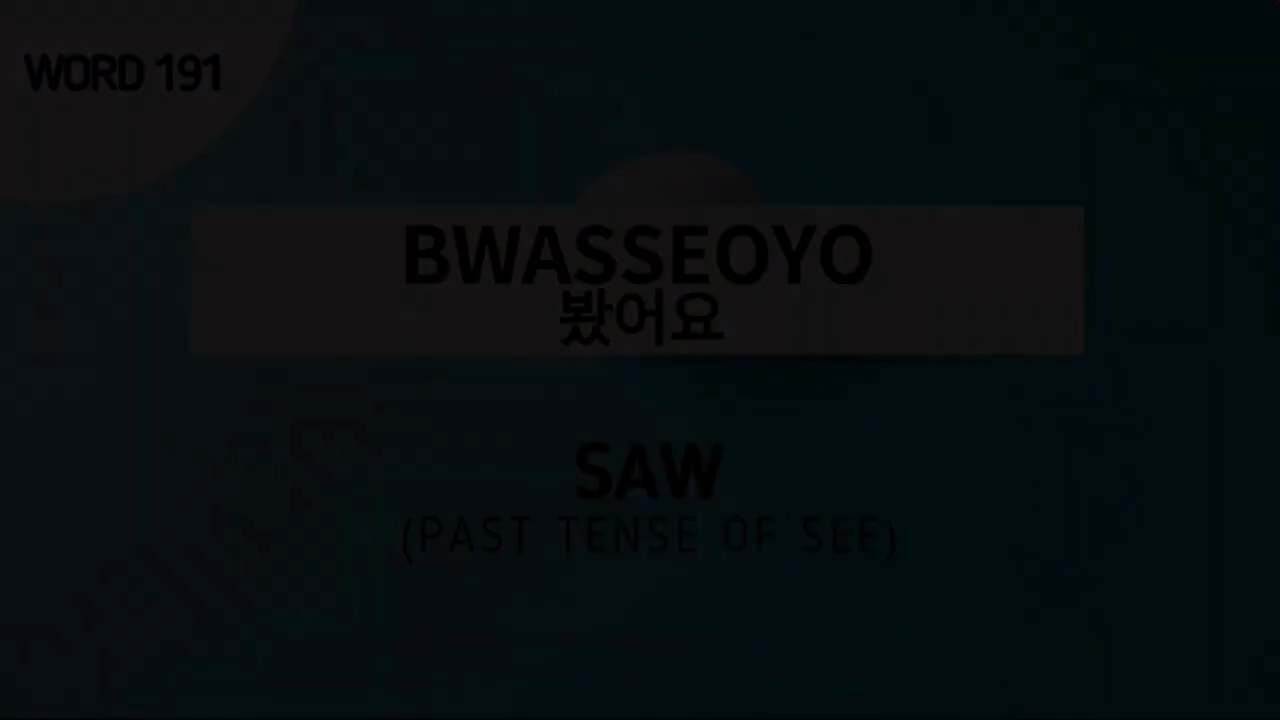 WORD 191
BWASSEOYO
봤어요
SAW
(PAST TENSE OF SEE)